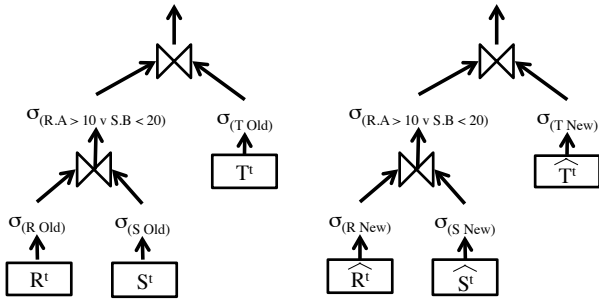 σ(R.A > 10 v S.B < 20) σ(T Old) σ(R.A > 10 v S.B < 20) σ(T New)
Tᵗ T̂ᵗ
σ(R Old) σ(S Old) σ(R New) σ(S New)
Rᵗ Sᵗ R̂ᵗ Ŝᵗ